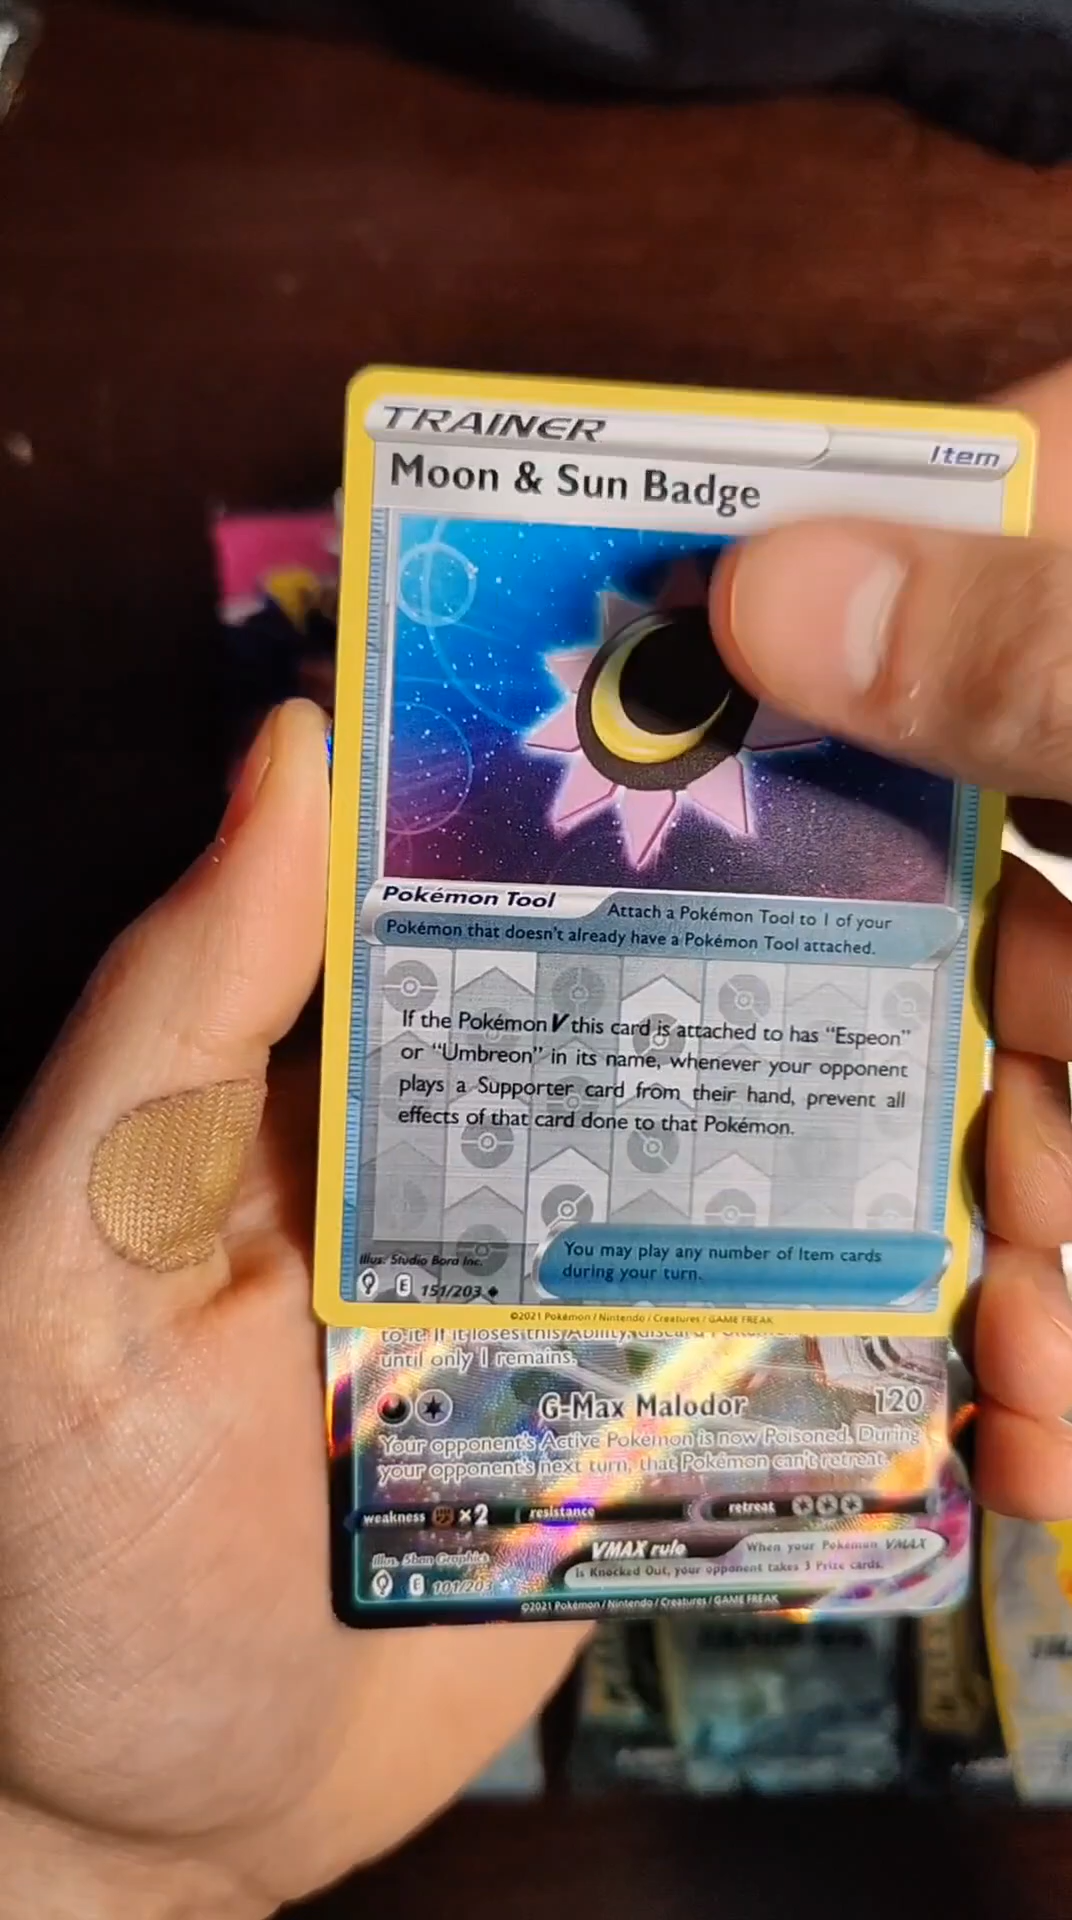 TRAINER
Item
Moon & Sun Badge
Pokémon Tool
Attach a Pokémon Tool to 1 of your
Pokémon that doesn't already have a Pokémon Tool attached.
If the Pokémon V this card is attached to has "Espeon"
or "Umbreon" in its name, whenever your opponent
plays a Supporter card from their hand, prevent all
effects of that card done to that Pokémon.
You may play any number of Item cards
during your turn.
Illus. Studio Bora Inc.
E 151/203
©2021 Pokémon / Nintendo / Creatures / GAME FREAK
to it. If it loses this Ability, discard
until only 1 remains.
G-Max Malodor 120
Your opponent's Active Pokémon is now Poisoned. During
your opponent's next turn, that Pokémon can't retreat.
weakness ×2 resistance retreat
VMAX rule When your Pokémon VMAX
is Knocked Out, your opponent takes 3 Prize cards.
Illus. 5ban Graphics
E 101/203
©2021 Pokémon / Nintendo / Creatures / GAME FREAK